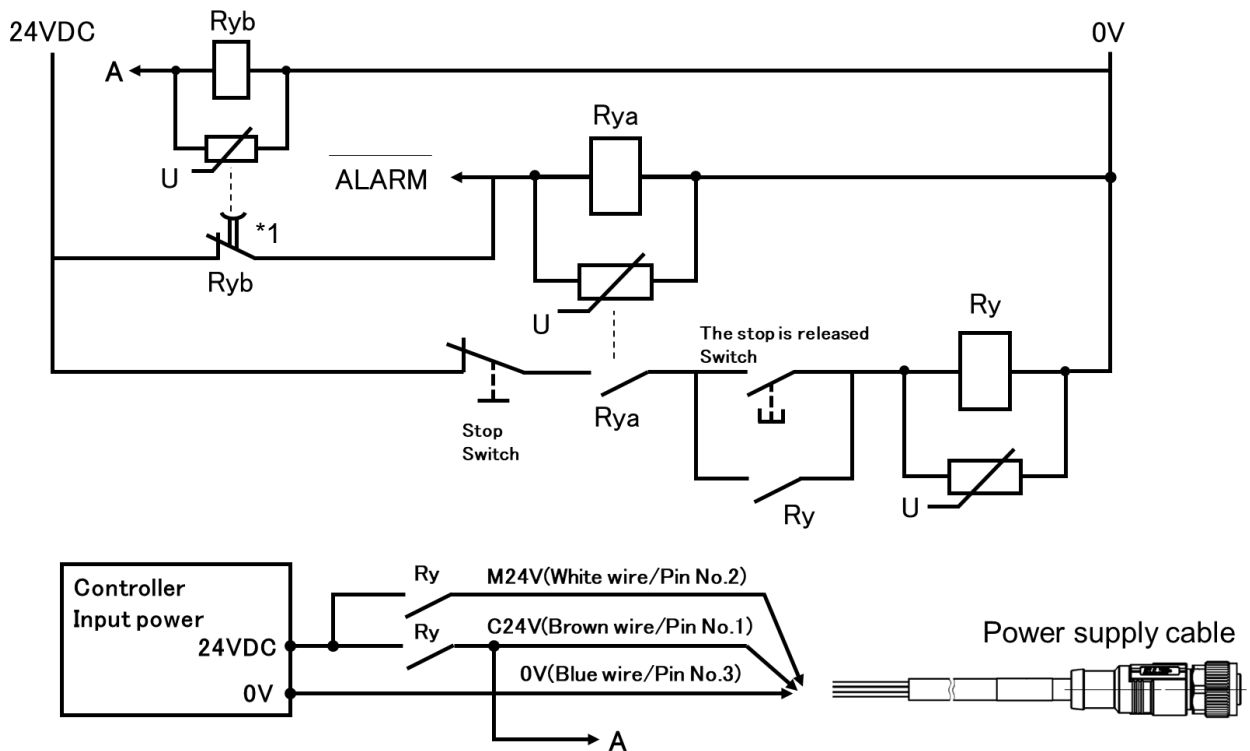 24VDC
Ryb
0V
A
Rya
U
ALARM
*1
Ryb
U
The stop is released
Switch
Ry
Stop
Switch
Rya
Ry
U
Controller
Input power
24VDC
0V
Ry
M24V(White wire/Pin No.2)
Ry
C24V(Brown wire/Pin No.1)
0V(Blue wire/Pin No.3)
A
Power supply cable